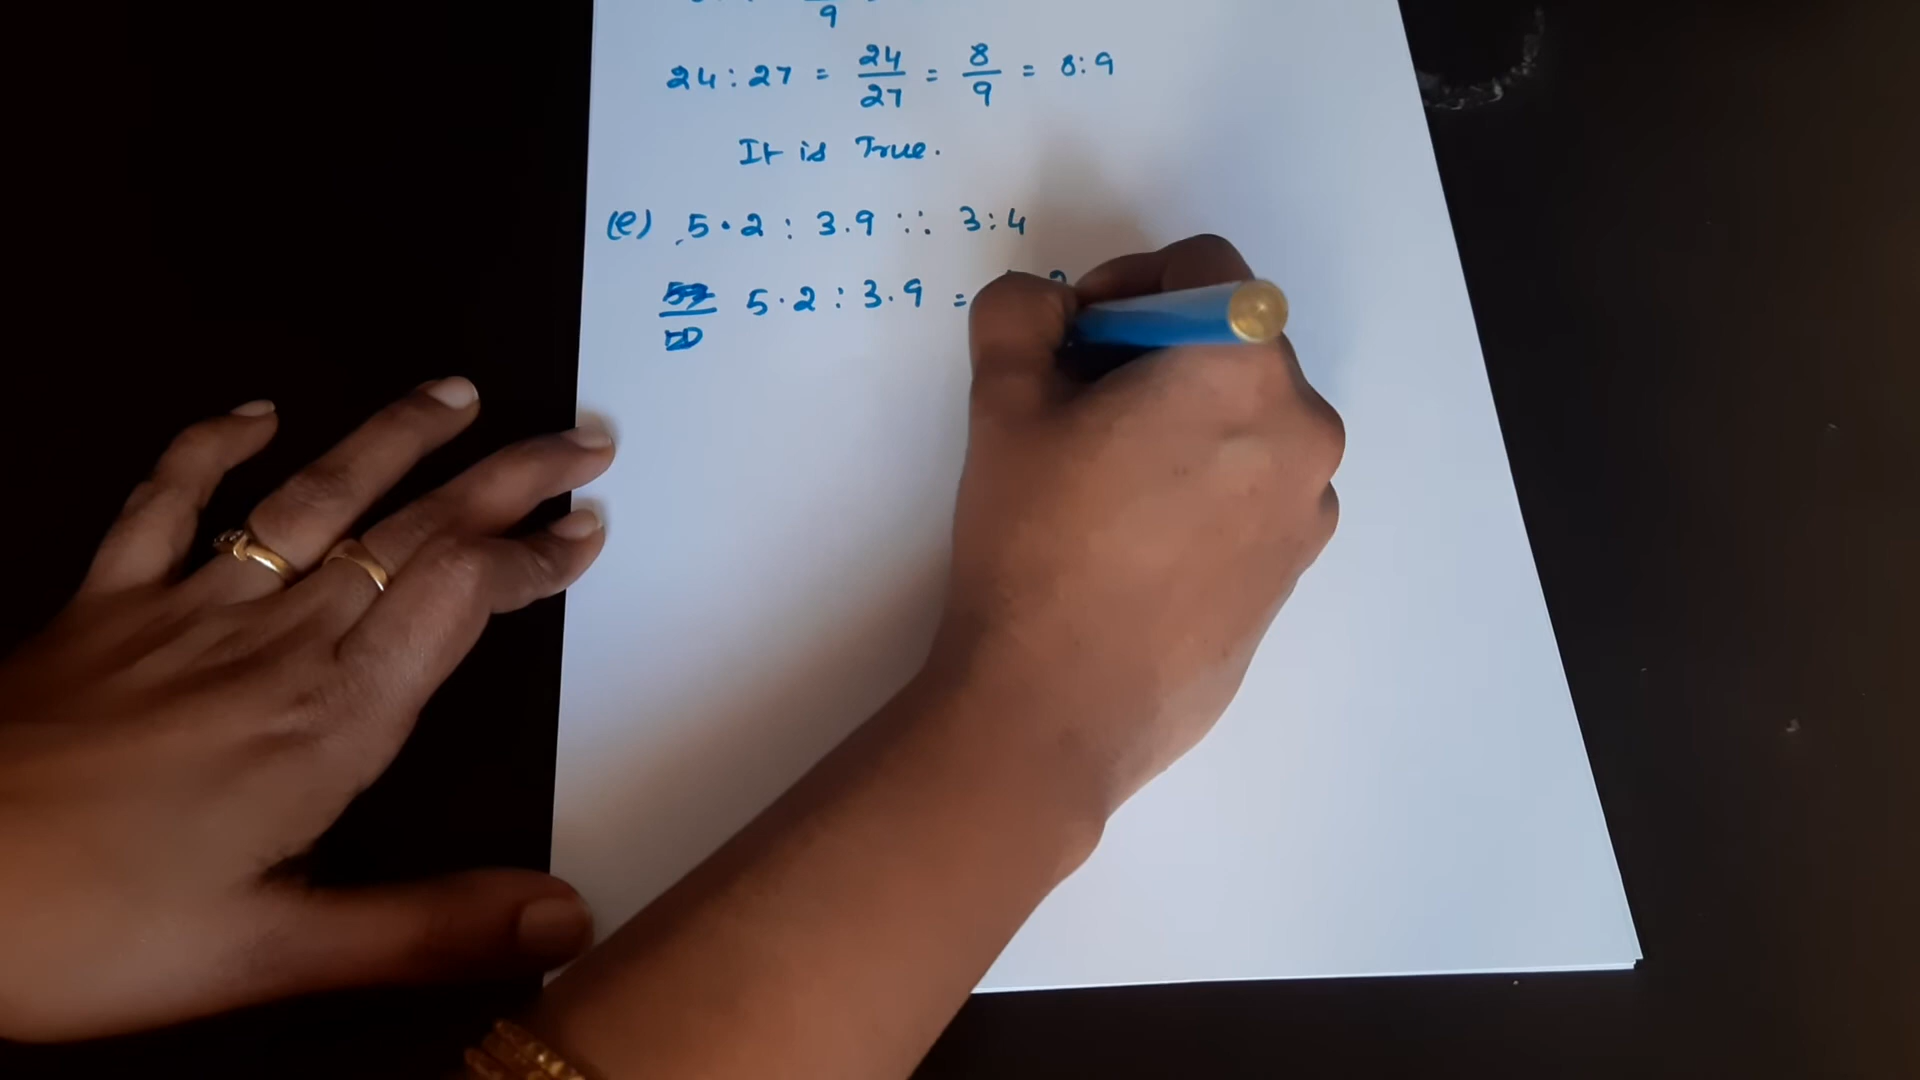 9
24 : 27 = 24/27 = 8/9 = 8:9
It is True.
(e) 5.2 : 3.9 :: 3:4
5.2 : 3.9 =